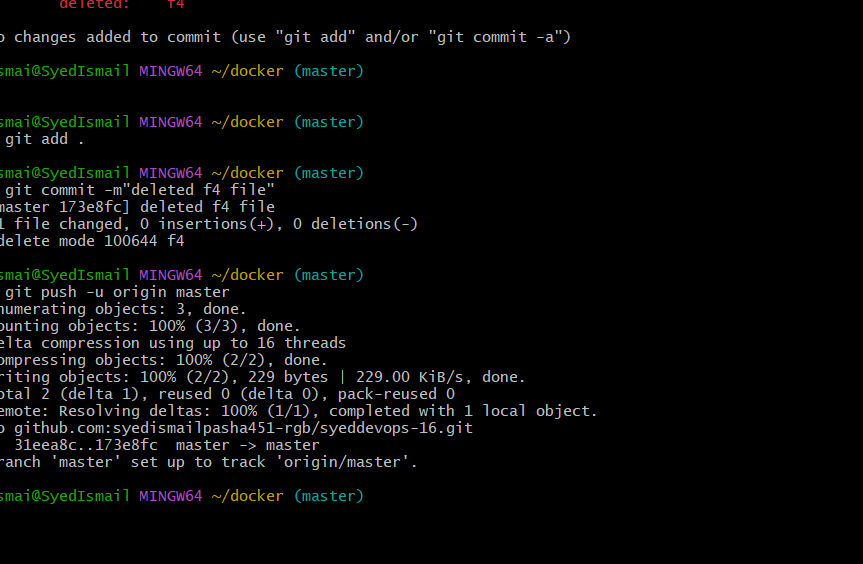 deleted:    f4
o changes added to commit (use "git add" and/or "git commit -a")
smai@SyedIsmail MINGW64 ~/docker (master)
smai@SyedIsmail MINGW64 ~/docker (master)
git add .
smai@SyedIsmail MINGW64 ~/docker (master)
git commit -m"deleted f4 file"
master 173e8fc] deleted f4 file
1 file changed, 0 insertions(+), 0 deletions(-)
delete mode 100644 f4
smai@SyedIsmail MINGW64 ~/docker (master)
git push -u origin master
numerating objects: 3, done.
ounting objects: 100% (3/3), done.
elta compression using up to 16 threads
ompressing objects: 100% (2/2), done.
riting objects: 100% (2/2), 229 bytes | 229.00 KiB/s, done.
otal 2 (delta 1), reused 0 (delta 0), pack-reused 0
emote: Resolving deltas: 100% (1/1), completed with 1 local object.
o github.com:syedismailpasha451-rgb/syeddevops-16.git
31eea8c..173e8fc  master -> master
ranch 'master' set up to track 'origin/master'.
smai@SyedIsmail MINGW64 ~/docker (master)